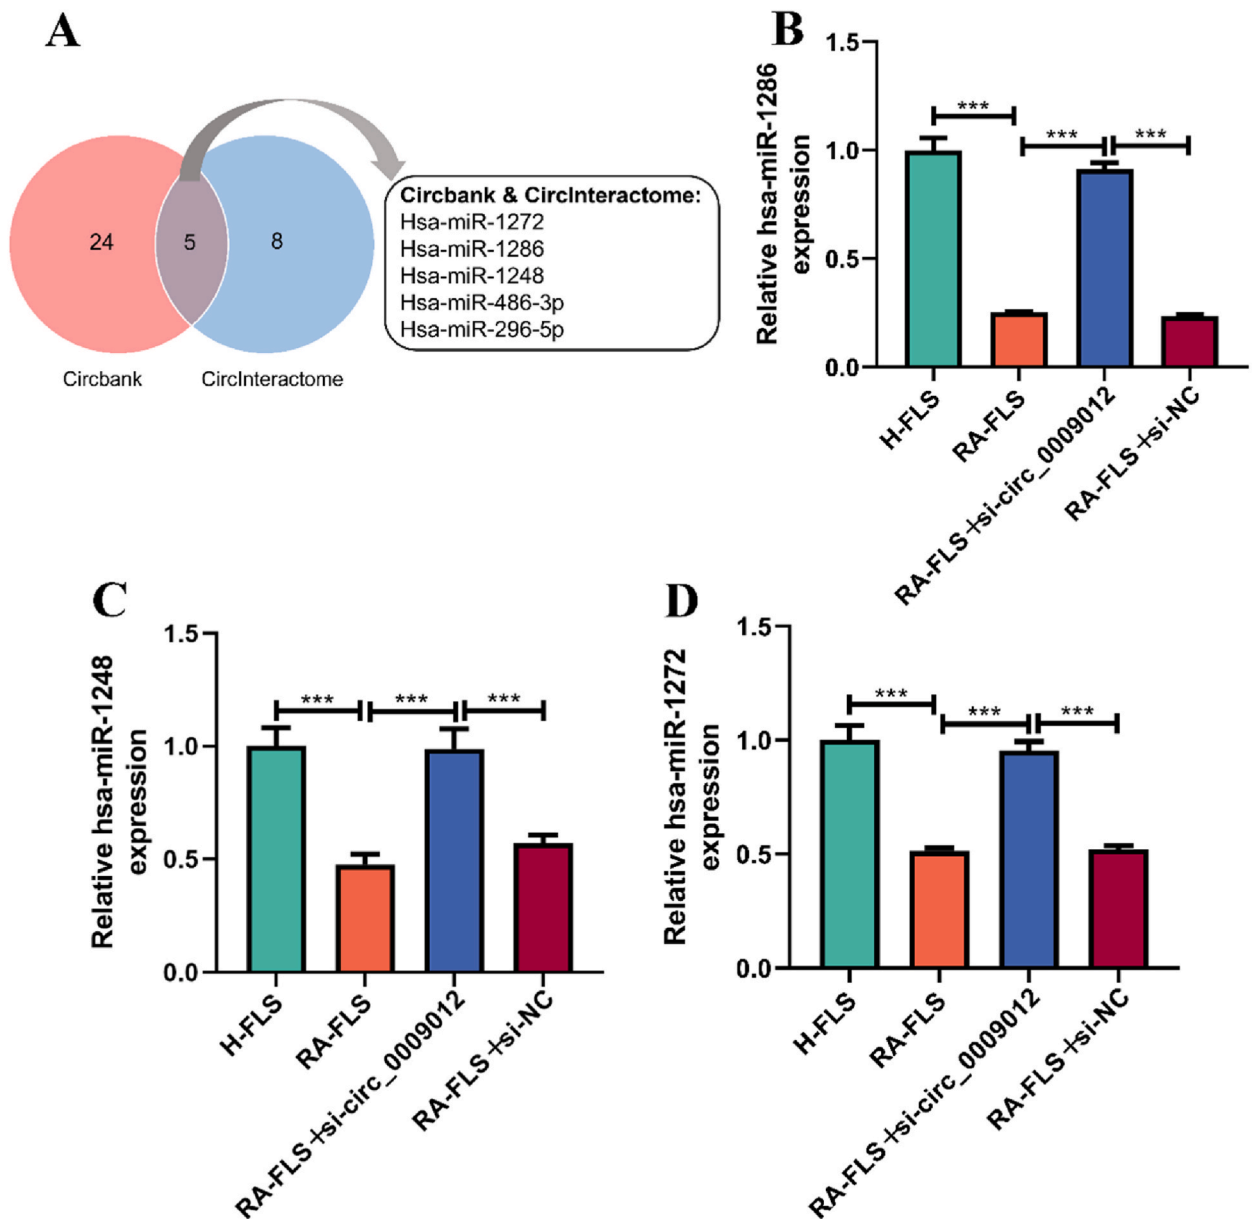 A
24
5
8
Circbank
CircInteractome
Circbank & CircInteractome:
Hsa-miR-1272
Hsa-miR-1286
Hsa-miR-1248
Hsa-miR-486-3p
Hsa-miR-296-5p
B
Relative hsa-miR-1286
expression
1.5
1.0
0.5
0.0
***
***
***
H-FLS
RA-FLS
RA-FLS+si-circ_0009012
RA-FLS+si-NC
C
Relative hsa-miR-1248
expression
1.5
1.0
0.5
0.0
***
***
***
H-FLS
RA-FLS
RA-FLS+si-circ_0009012
RA-FLS+si-NC
D
Relative hsa-miR-1272
expression
1.5
1.0
0.5
0.0
***
***
***
H-FLS
RA-FLS
RA-FLS+si-circ_0009012
RA-FLS+si-NC